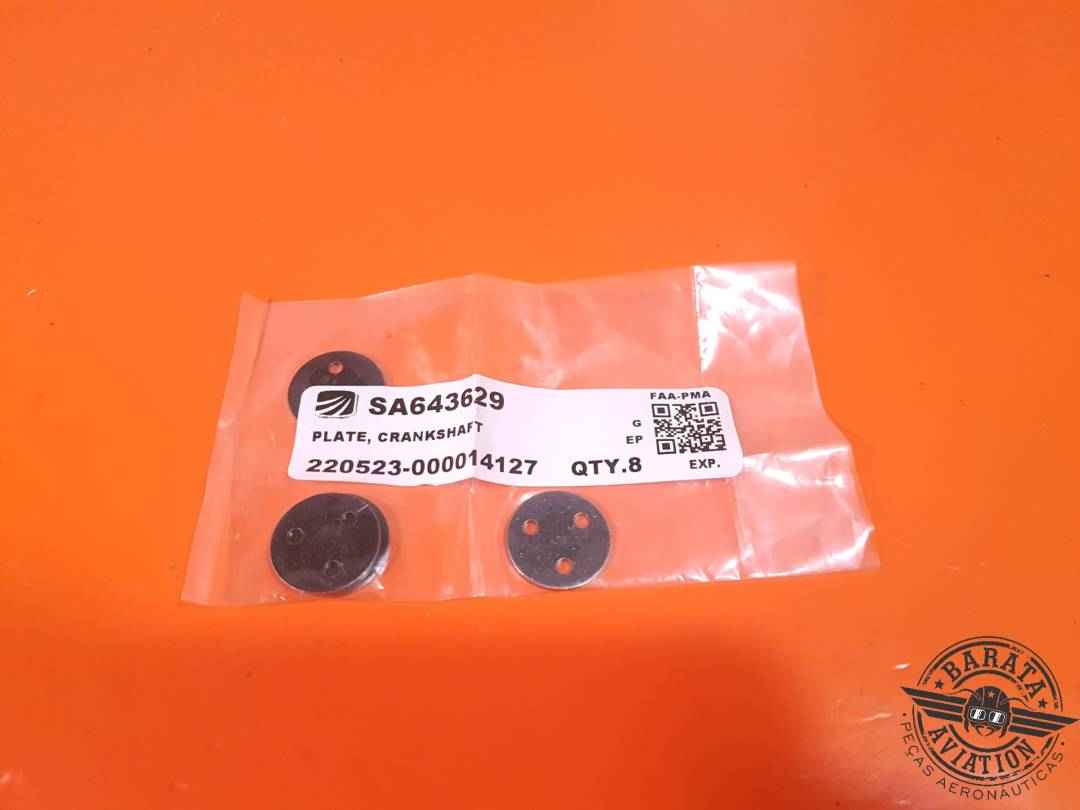 SA643629
FAA-PMA
PLATE, CRANKSHAFT
G
EP
220523-000014127
QTY.8
EXP.
BARATA
AVIATION
PEÇAS AERONÁUTICAS